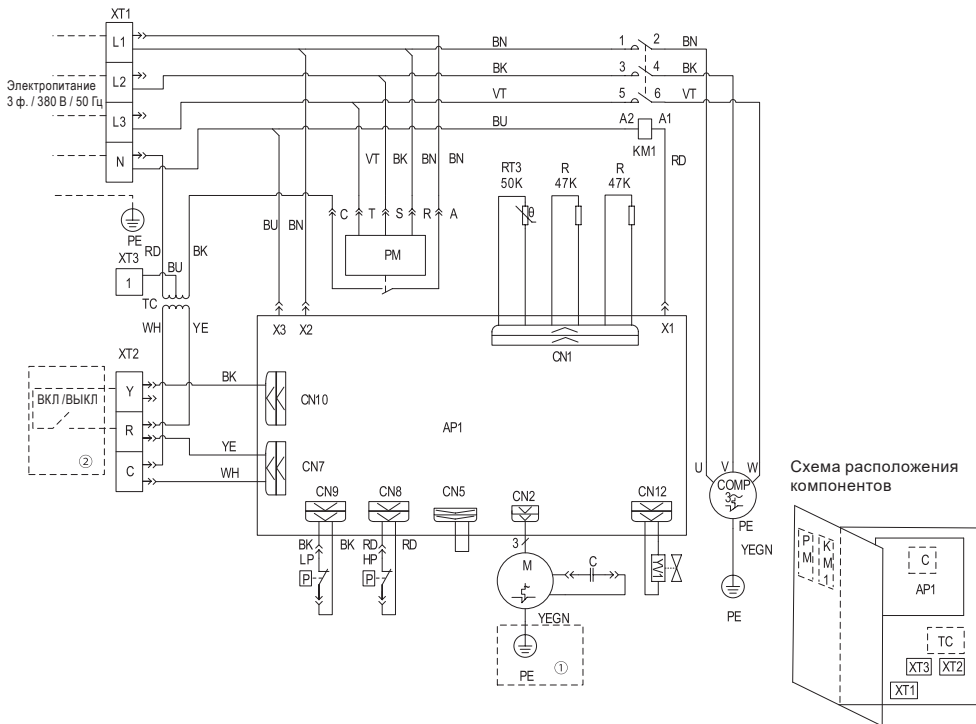 XT1
L1
L2
L3
N
Электропитание
3 ф. / 380 В / 50 Гц
BN
BK
VT
BU
1
2
BN
3
4
BK
5
6
VT
A2
A1
KM1
RD
PE
RD
BU
BK
XT3
1
TC
WH
YE
BU
BN
VT
BK
BN
BN
C
T
S
R
A
PM
RT3
50K
θ
R
47K
R
47K
X3
X2
X1
CN1
XT2
Y
R
C
ВКЛ /ВЫКЛ
②
BK
CN10
YE
WH
CN7
AP1
CN9
CN8
CN5
CN2
CN12
BK
BK
RD
RD
LP
HP
P
P
3
M
C
YV1
YEGN
PE
①
U
V
W
COMP
3
PE
YEGN
PE
Схема расположения
компонентов
PM
KM1
C
AP1
TC
XT3
XT2
XT1